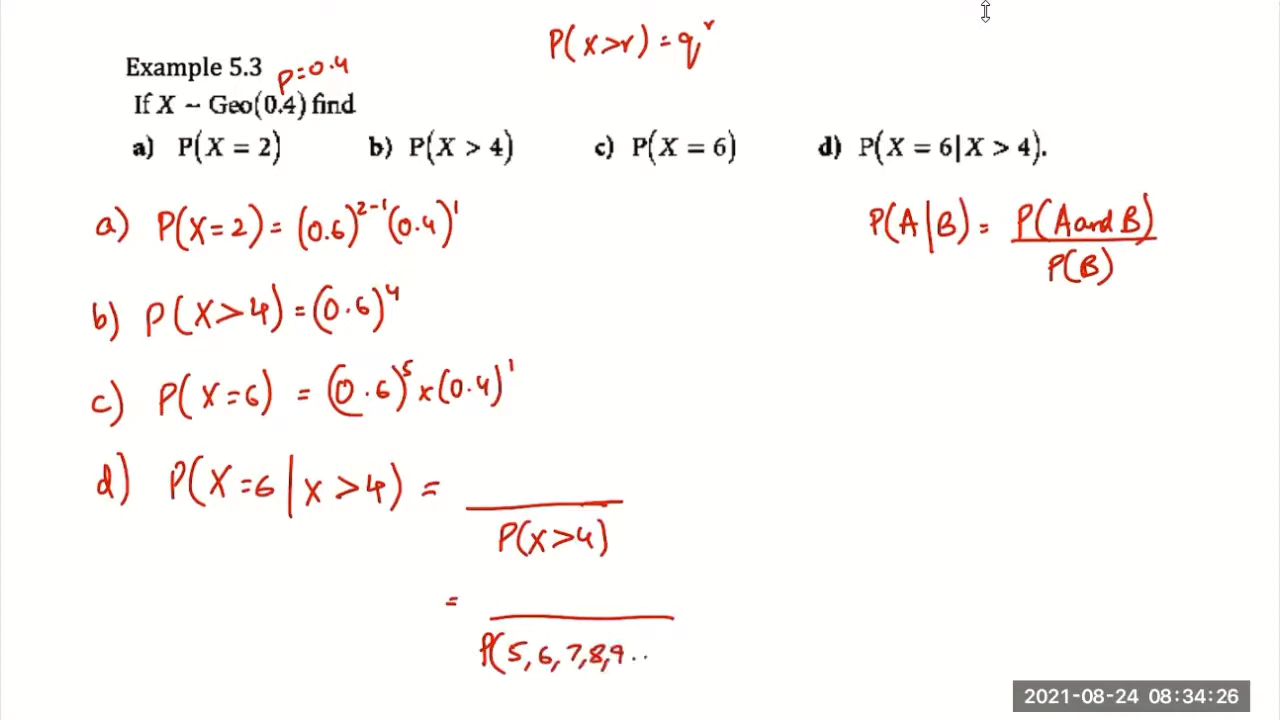 P(X>r) = q^r
Example 5.3 P=0.4
If X ~ Geo(0.4) find
a) P(X = 2) b) P(X > 4) c) P(X = 6) d) P(X = 6|X > 4).
a) P(X=2) = (0.6)^2-1 (0.4)^1
P(A|B) = P(A and B)
P(B)
b) P(X>4) = (0.6)^4
c) P(X=6) = (0.6)^5 × (0.4)^1
d) P(X=6|X>4) =
P(X>4)
=
P(5,6,7,8,9..
2021-08-24 08:34:26